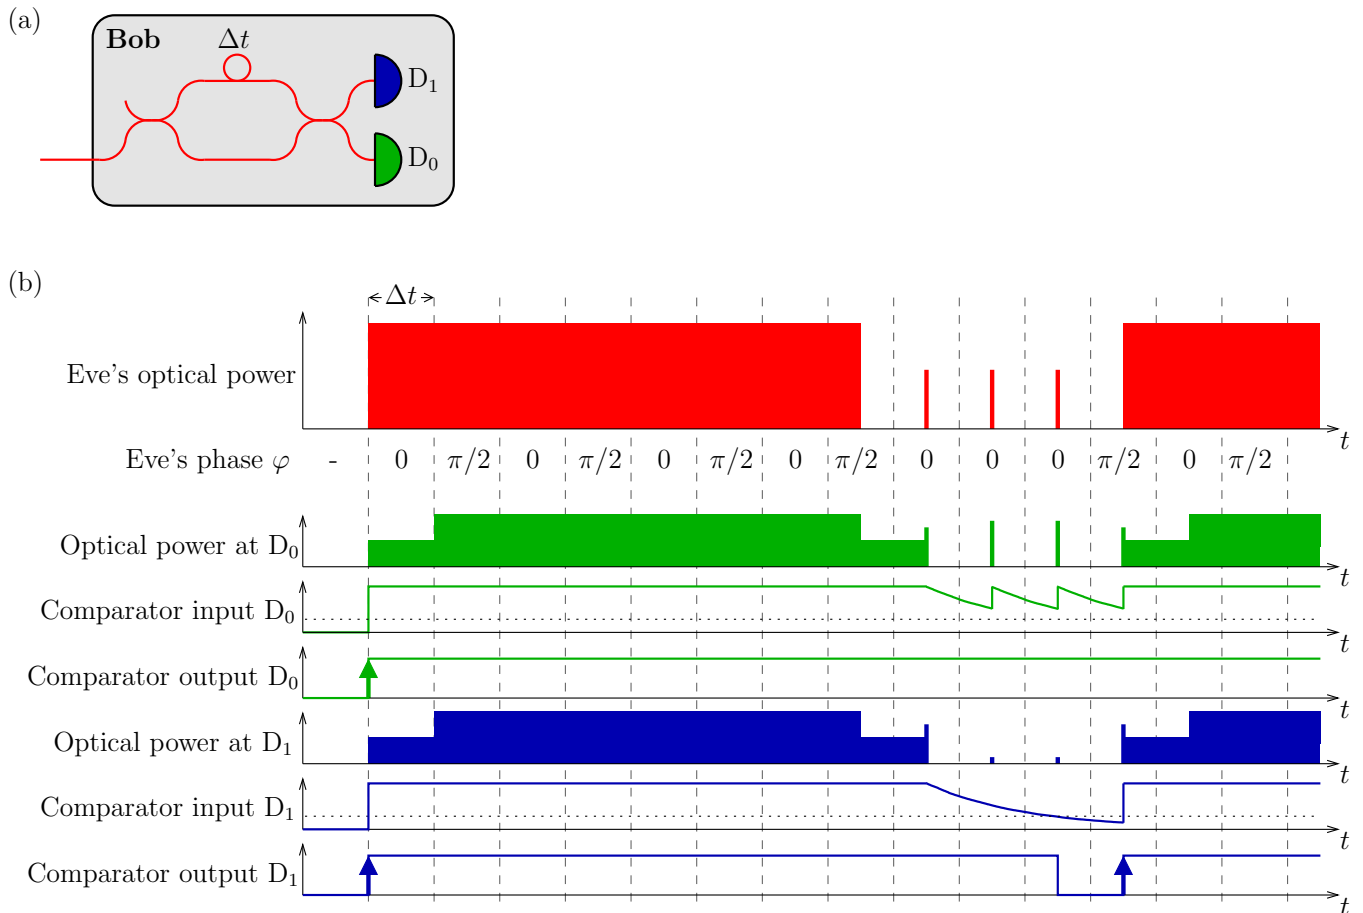 (a)
Bob
Δt
D₁
D₀
(b)
Δt
Eve's optical power
t
Eve's phase φ - 0 π/2 0 π/2 0 π/2 0 π/2 0 0 0 π/2 0 π/2
Optical power at D₀
t
Comparator input D₀
t
Comparator output D₀
t
Optical power at D₁
t
Comparator input D₁
t
Comparator output D₁
t